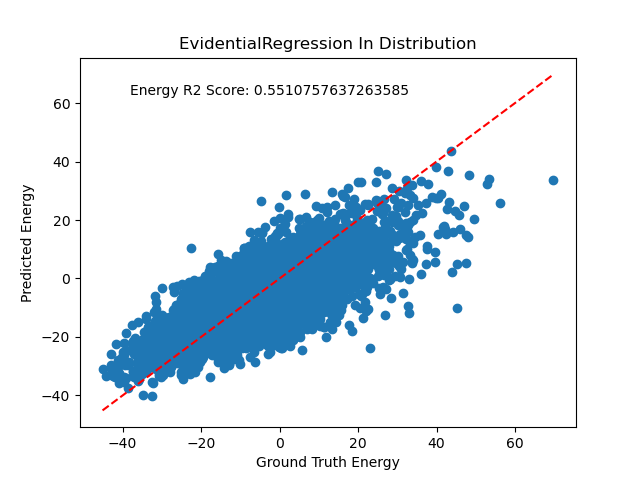 EvidentialRegression In Distribution
Energy R2 Score: 0.5510757637263585
60
40
20
0
−20
−40
Predicted Energy
−40 −20 0 20 40 60
Ground Truth Energy